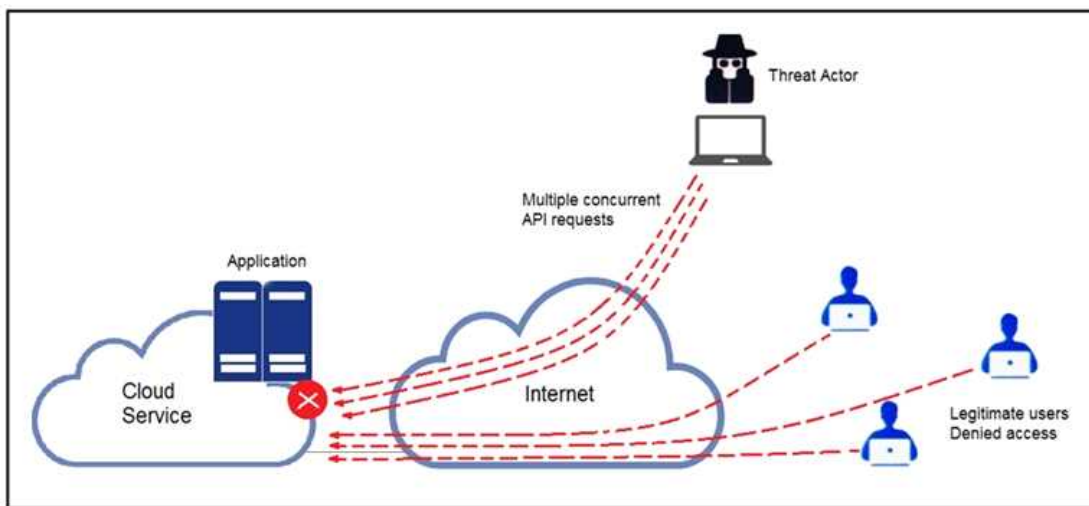 Threat Actor
Multiple concurrent
API requests
Application
Cloud
Service
Internet
Legitimate users
Denied access